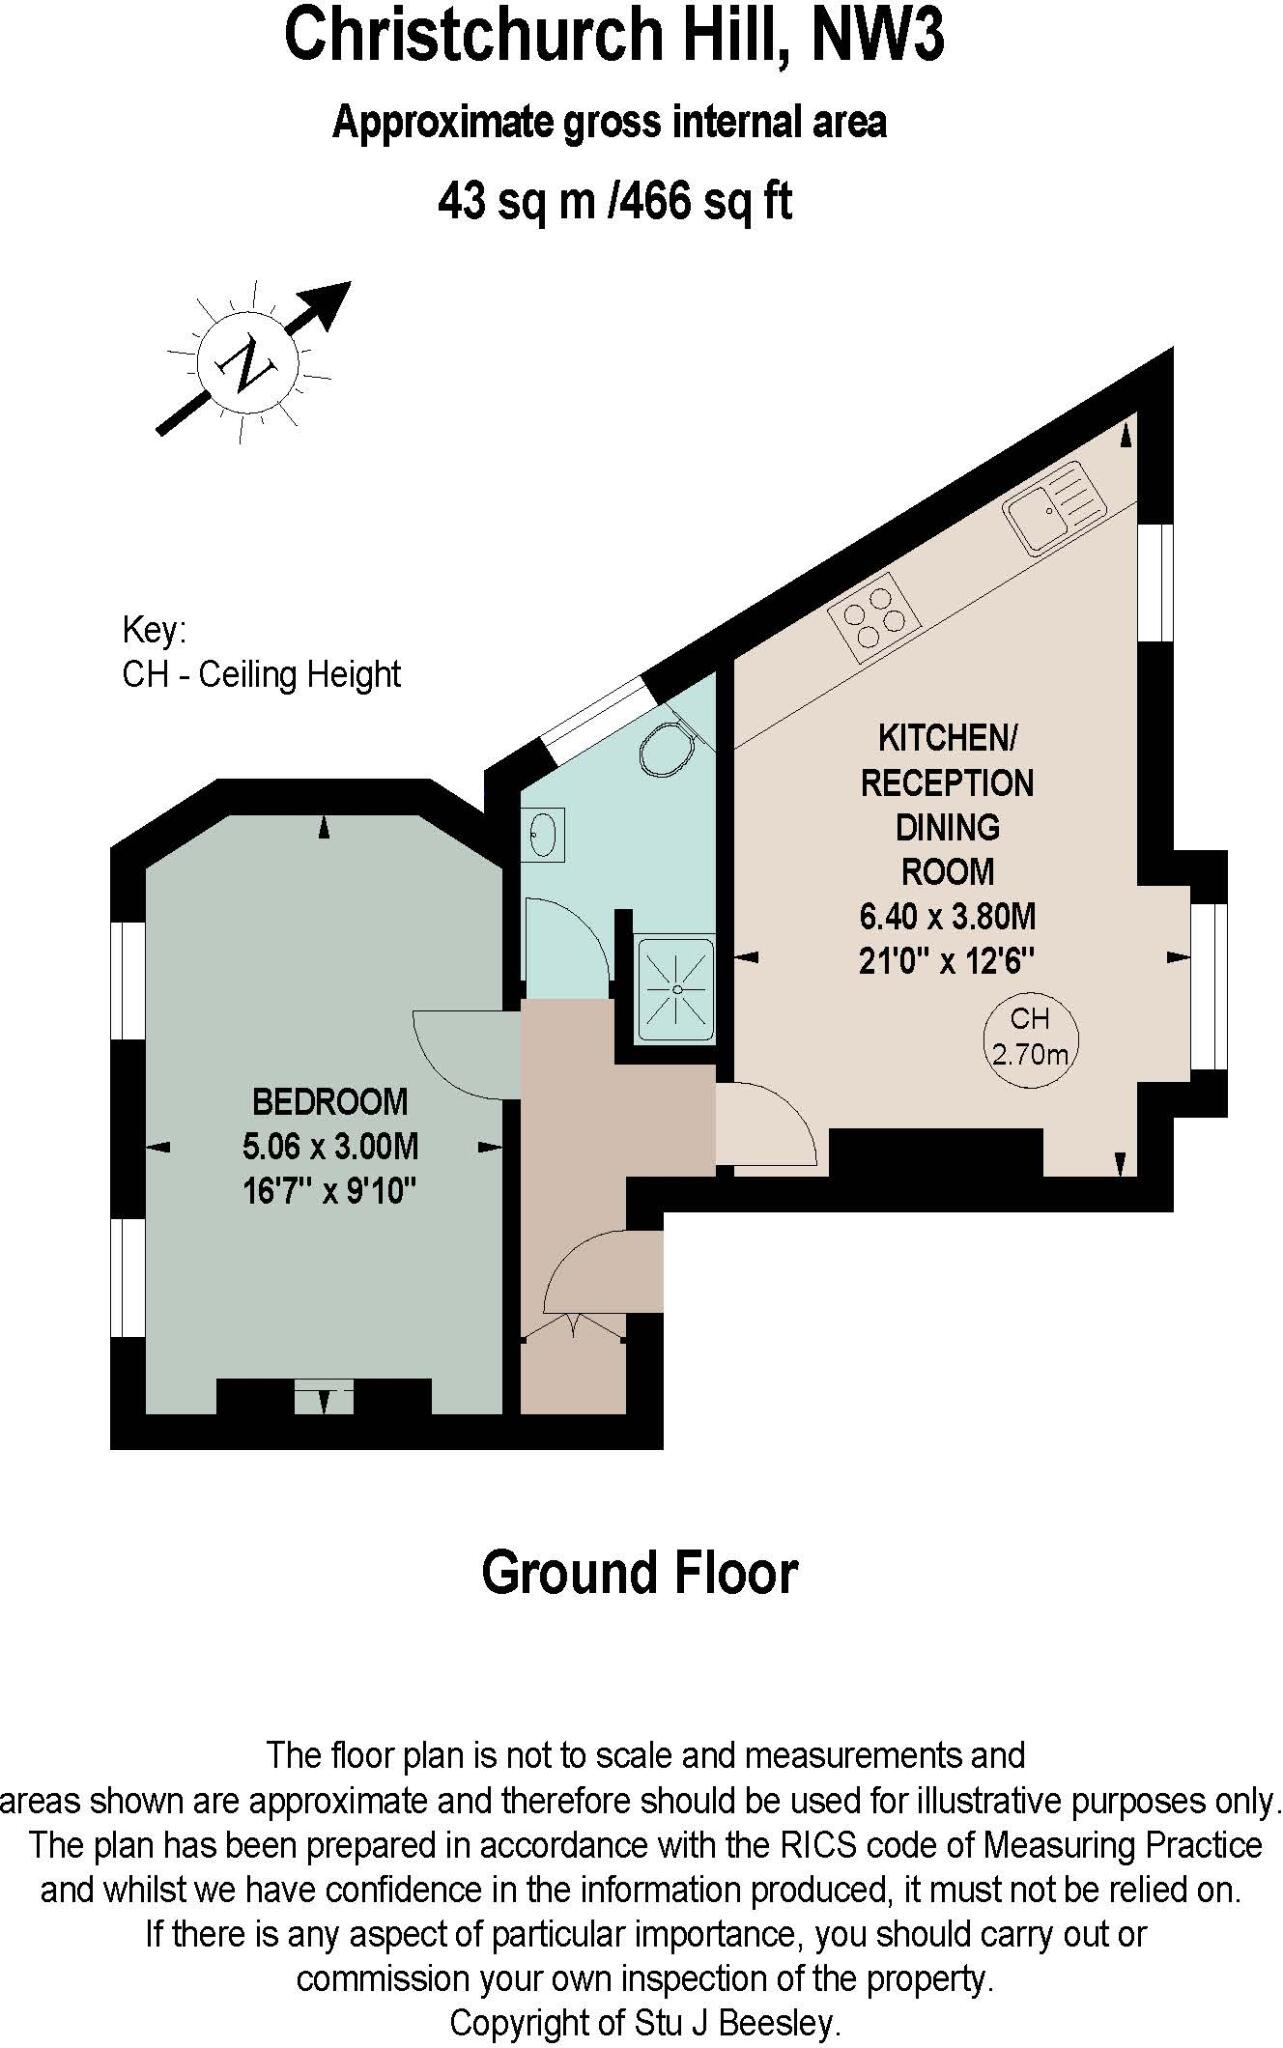 Christchurch Hill, NW3
Approximate gross internal area
43 sq m /466 sq ft
N
Key:
CH - Ceiling Height
KITCHEN/
RECEPTION
DINING
ROOM
6.40 x 3.80M
21'0" x 12'6"
CH
2.70m
BEDROOM
5.06 x 3.00M
16'7" x 9'10"
Ground Floor
The floor plan is not to scale and measurements and
areas shown are approximate and therefore should be used for illustrative purposes only.
The plan has been prepared in accordance with the RICS code of Measuring Practice
and whilst we have confidence in the information produced, it must not be relied on.
If there is any aspect of particular importance, you should carry out or
commission your own inspection of the property.
Copyright of Stu J Beesley.